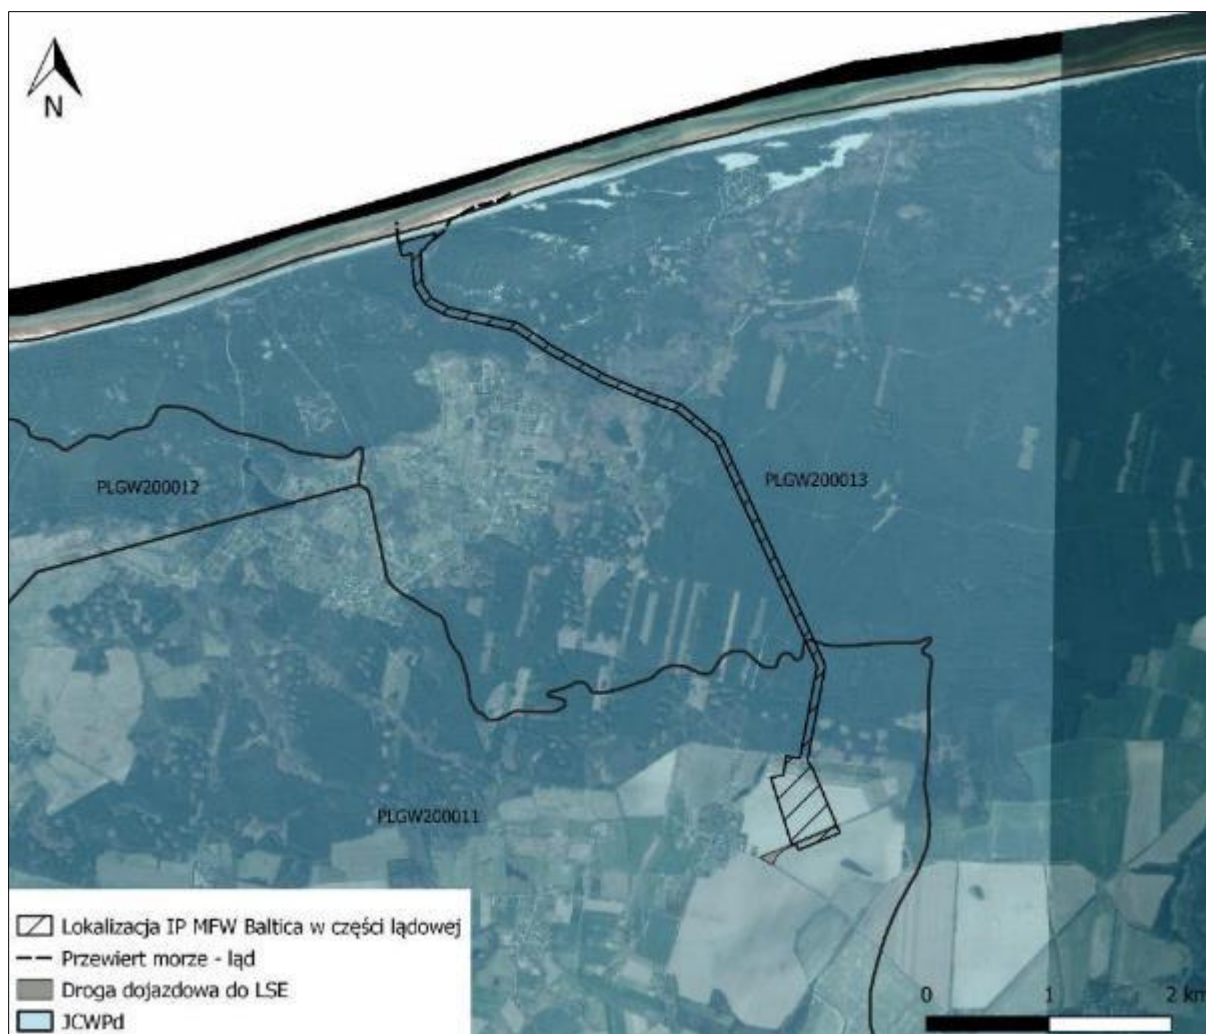 N
PLGW200012
PLGW200013
PLGW200011
Lokalizacja IP MFW Baltica w części lądowej
Przewiert morze - ląd
Droga dojazdowa do LSE
JCWPd
0 1 2 km